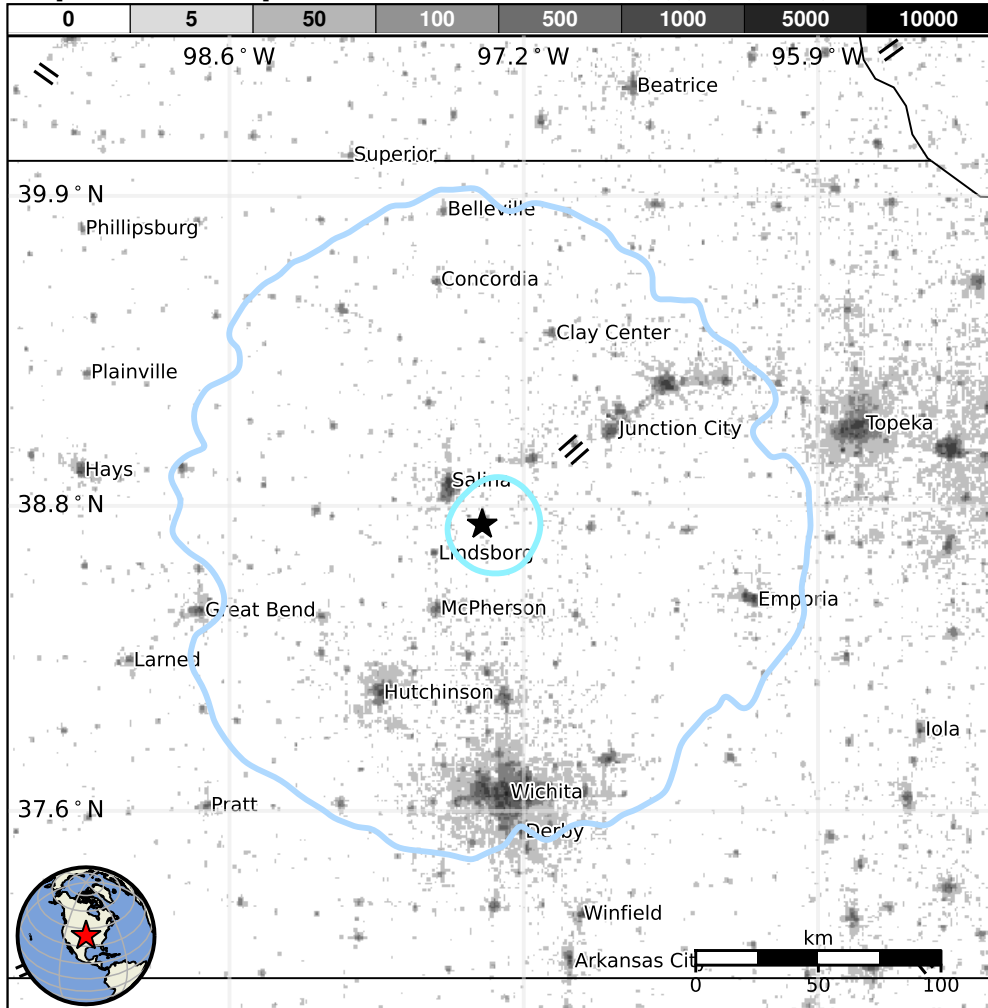 0 5 50 100 500 1000 5000 10000
98.6°W 97.2°W 95.9°W
Beatrice
Superior
39.9°N
Belleville
Phillipsburg
Concordia
Clay Center
Plainville
Topeka
Junction City
Hays
Salina
38.8°N
Lindsborg
Emporia
McPherson
Great Bend
Larned
Hutchinson
Iola
Wichita
Pratt
37.6°N
Derby
Winfield
km
Arkansas City
0 50 100